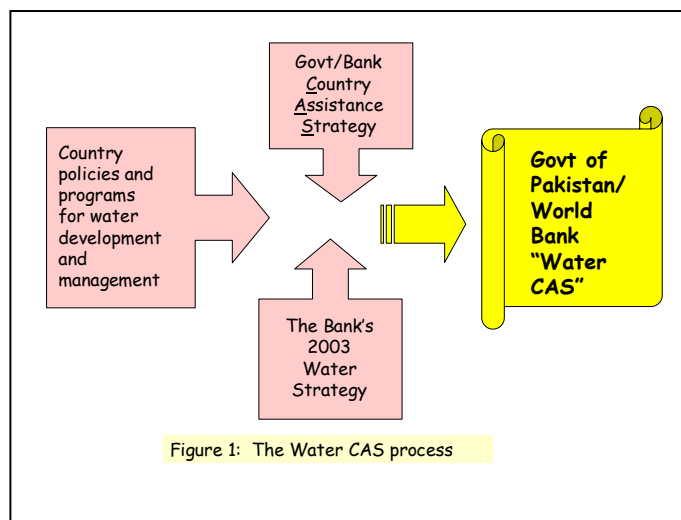 Govt/Bank
Country
Assistance
Strategy
Country
policies and
programs
for water
development
and
management
Govt of
Pakistan/
World
Bank
“Water
CAS”
The Bank’s
2003
Water
Strategy
Figure 1:  The Water CAS process